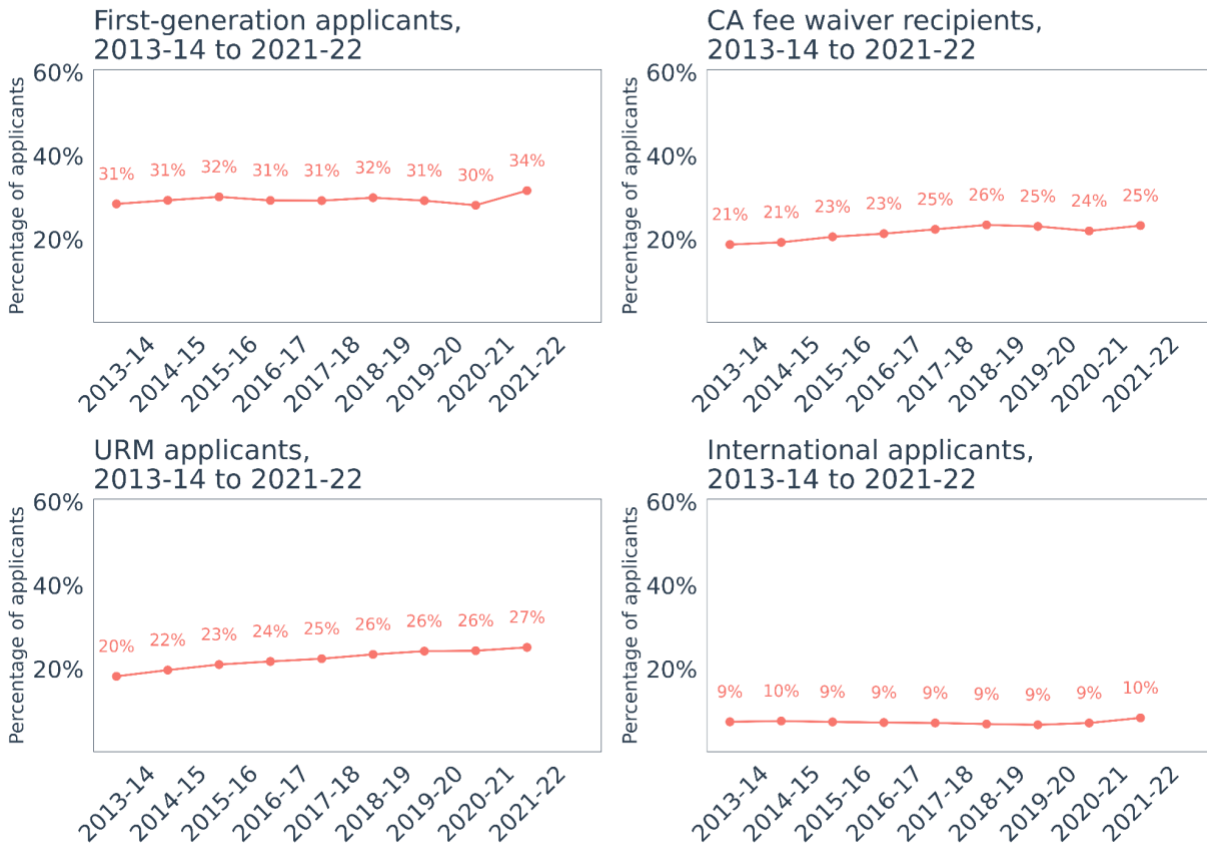 First-generation applicants,
2013-14 to 2021-22
Percentage of applicants
60%
40%
20%
31% 31% 32% 31% 31% 32% 31% 30% 34%
2013-14 2014-15 2015-16 2016-17 2017-18 2018-19 2019-20 2020-21 2021-22
CA fee waiver recipients,
2013-14 to 2021-22
Percentage of applicants
60%
40%
20%
21% 21% 23% 23% 25% 26% 25% 24% 25%
2013-14 2014-15 2015-16 2016-17 2017-18 2018-19 2019-20 2020-21 2021-22
URM applicants,
2013-14 to 2021-22
Percentage of applicants
60%
40%
20%
20% 22% 23% 24% 25% 26% 26% 26% 27%
2013-14 2014-15 2015-16 2016-17 2017-18 2018-19 2019-20 2020-21 2021-22
International applicants,
2013-14 to 2021-22
Percentage of applicants
60%
40%
20%
9% 10% 9% 9% 9% 9% 9% 9% 10%
2013-14 2014-15 2015-16 2016-17 2017-18 2018-19 2019-20 2020-21 2021-22